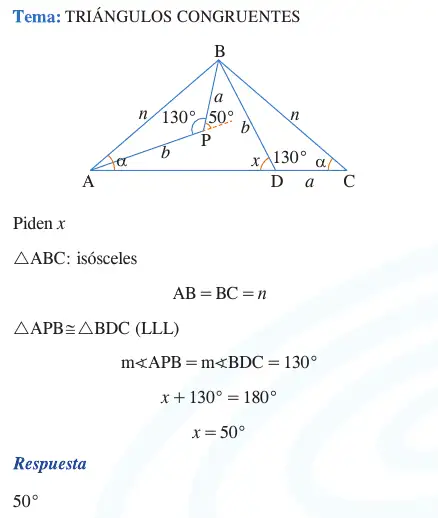 Tema: TRIÁNGULOS CONGRUENTES
B
a
n 130° 50° n
P b
b
α x 130° α
A D a C
Piden x
△ABC: isósceles
AB = BC = n
△APB≅△BDC (LLL)
m∢APB = m∢BDC = 130°
x + 130° = 180°
x = 50°
Respuesta
50°